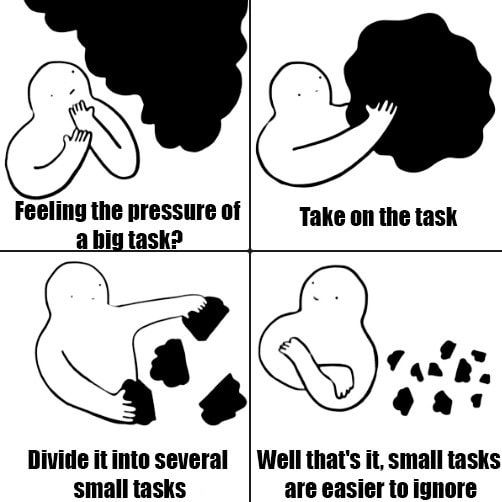 Feeling the pressure of
a big task?
Take on the task
Divide it into several
small tasks
Well that's it, small tasks
are easier to ignore